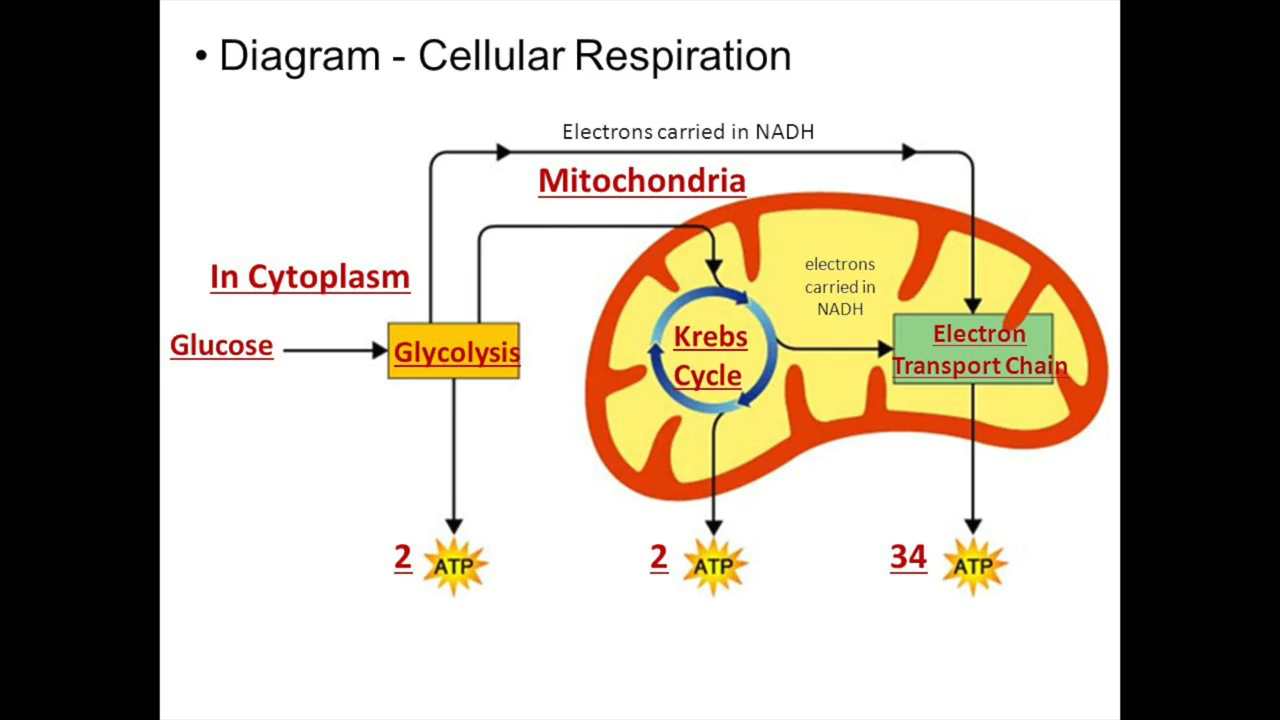 • Diagram - Cellular Respiration
Electrons carried in NADH
Mitochondria
In Cytoplasm
electrons
carried in
NADH
Glucose
Glycolysis
Krebs
Cycle
Electron
Transport Chain
2 ATP
2 ATP
34 ATP